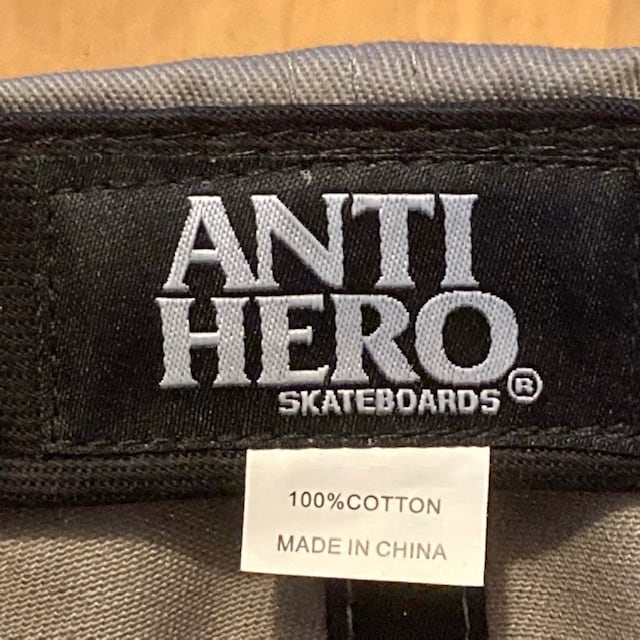 ANTI
HERO®
SKATEBOARDS
100%COTTON
MADE IN CHINA